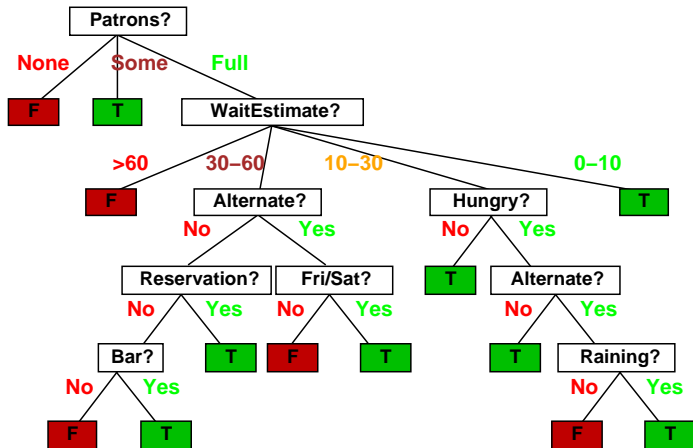 Patrons?
None Some Full
F T WaitEstimate?
>60 30–60 10–30 0–10
F Alternate? Hungry? T
No Yes No Yes
Reservation? Fri/Sat? T Alternate?
No Yes No Yes No Yes
Bar? T F T T Raining?
No Yes No Yes
F T F T